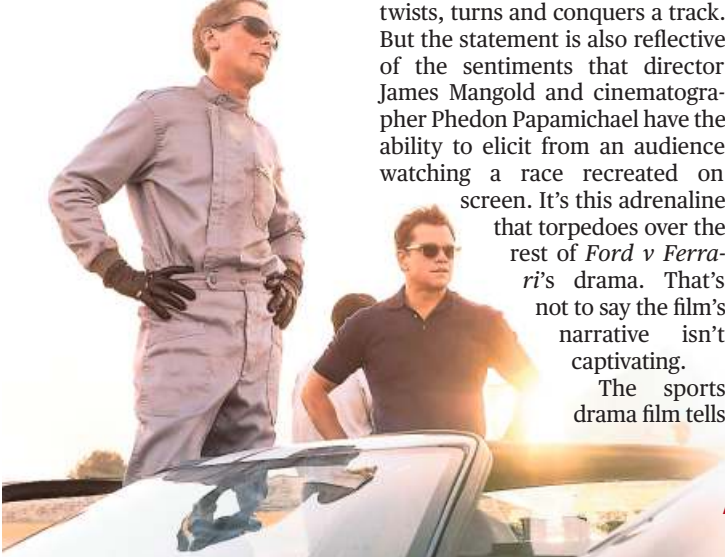 twists, turns and conquers a track.
But the statement is also reflective
of the sentiments that director
James Mangold and cinematogra-
pher Phedon Papamichael have the
ability to elicit from an audience
watching a race recreated on
screen. It’s this adrenaline
that torpedoes over the
rest of Ford v Ferra-
ri’s drama. That’s
not to say the film’s
narrative isn’t
captivating.
The sports
drama film tells